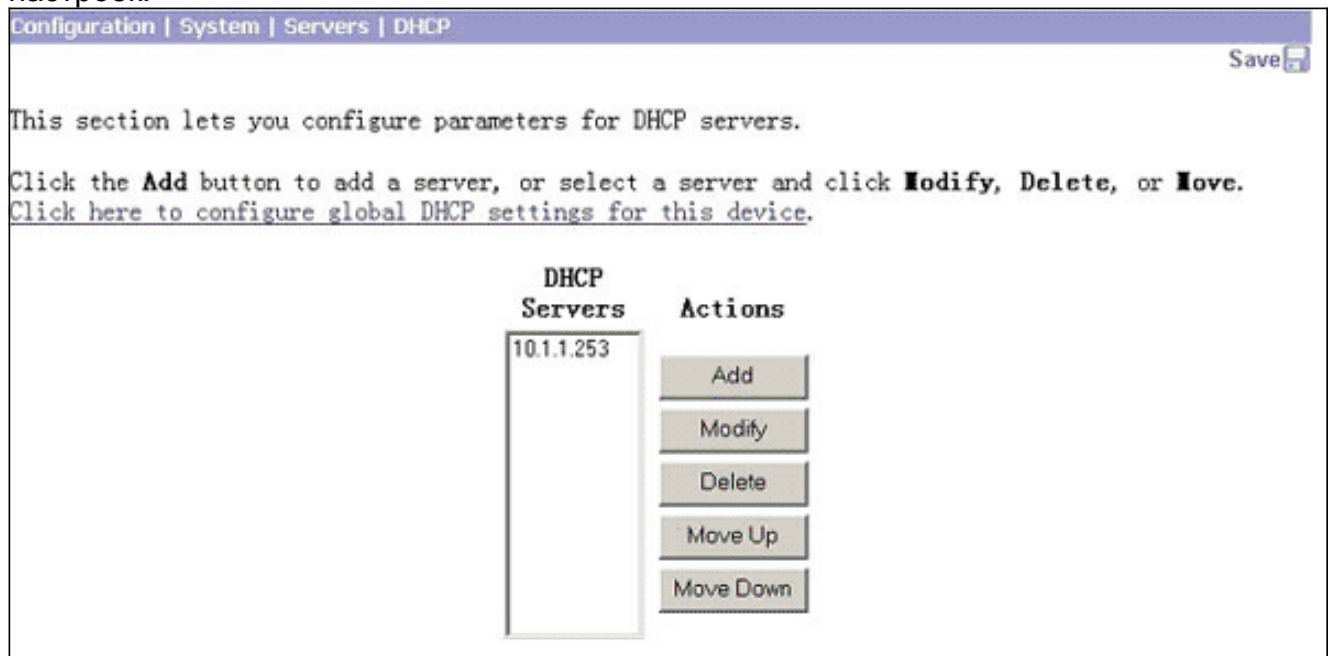 настроек.
Configuration | System | Servers | DHCP
Save
This section lets you configure parameters for DHCP servers.
Click the Add button to add a server, or select a server and click Modify, Delete, or Move.
Click here to configure global DHCP settings for this device.
DHCP
Servers
Actions
10.1.1.253
Add
Modify
Delete
Move Up
Move Down